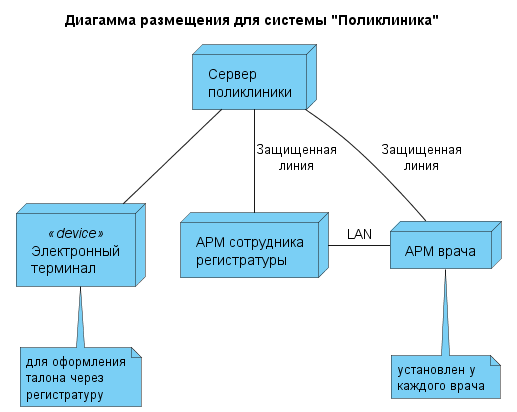 Диагамма размещения для системы "Поликлиника"
Сервер
поликлиники
Защищенная
линия
Защищенная
линия
«device»
Электронный
терминал
АРМ сотрудника
регистратуры
LAN
АРМ врача
для оформления
талона через
регистратуру
установлен у
каждого врача